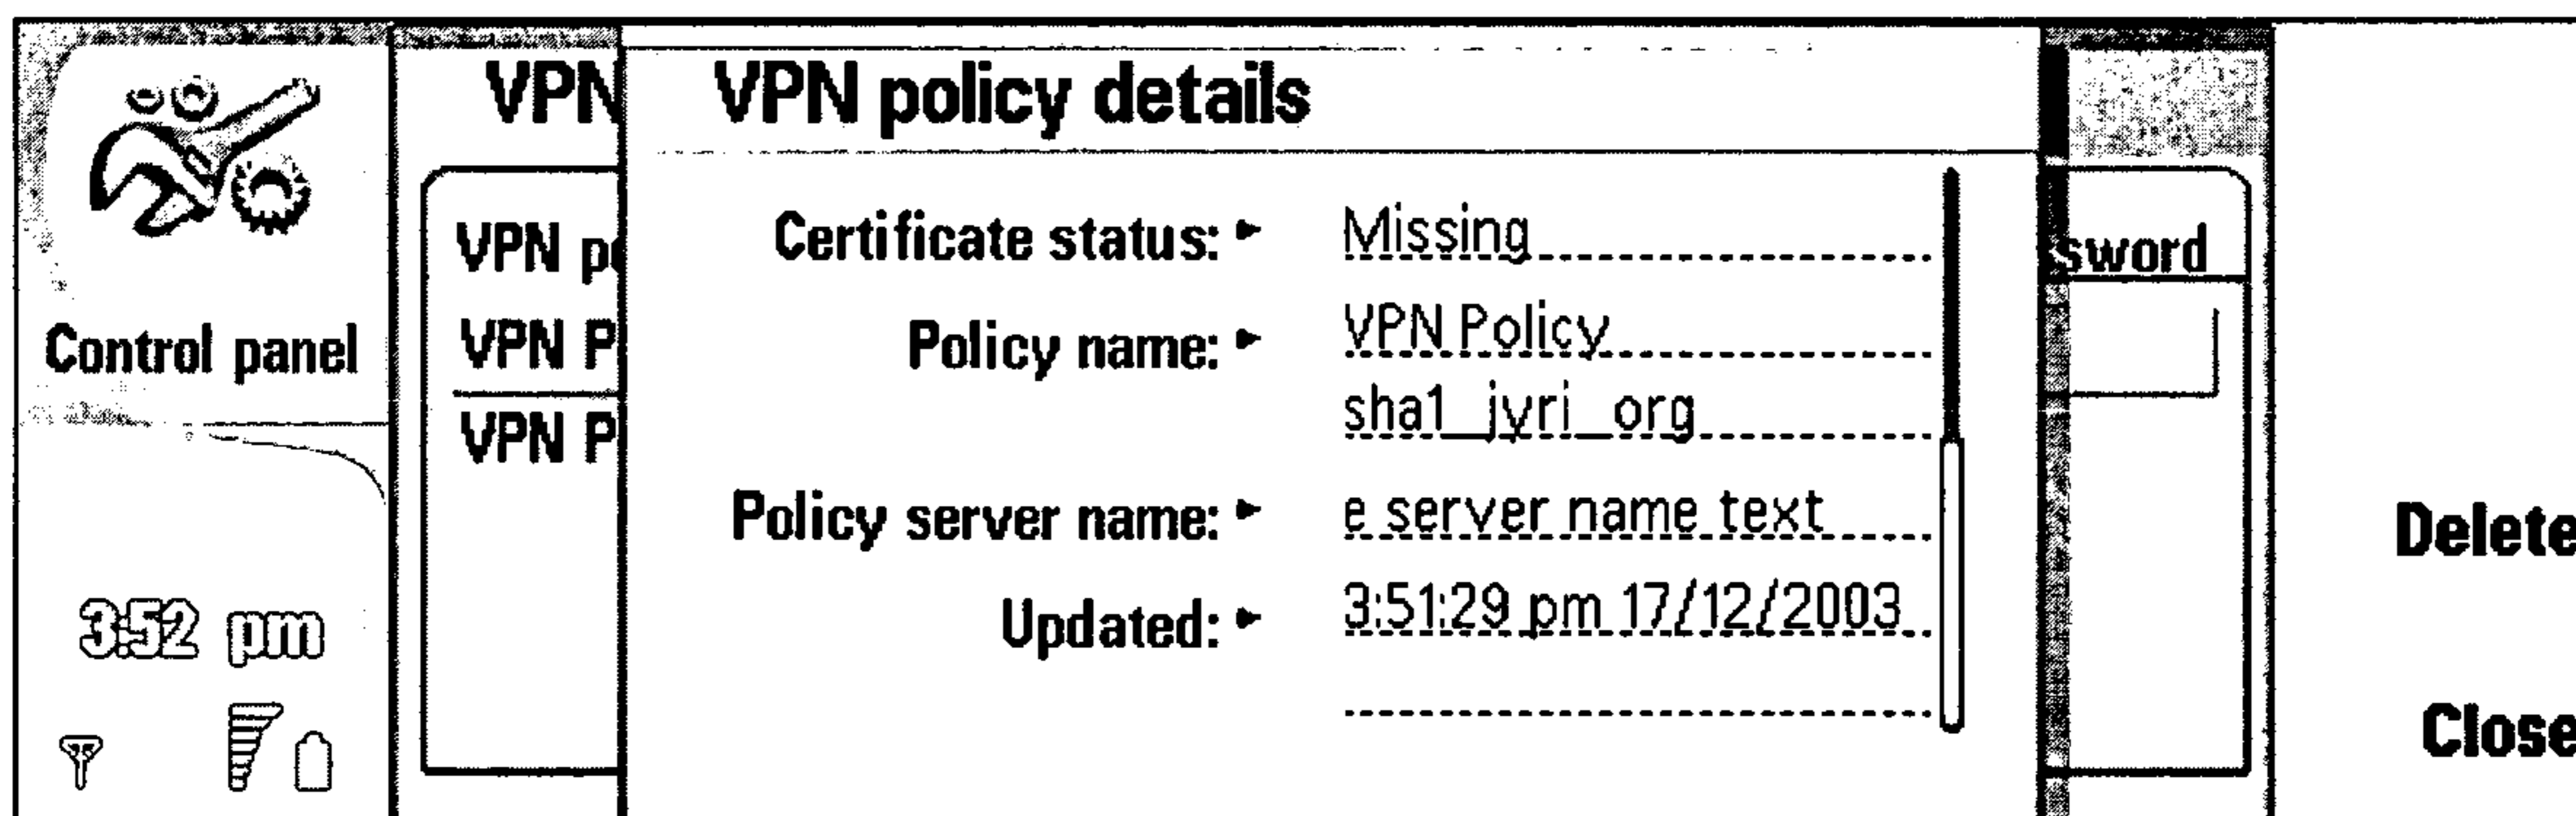 VPN
VPN policy details
Certificate status: Missing
sword
VPN
Policy name: VPN Policy
VPN P
Control panel
sha1_jyri_org
VPN P
Policy server name: e server name text
Delete
Updated: 3:51:29 pm 17/12/2003
3:52 pm
Close